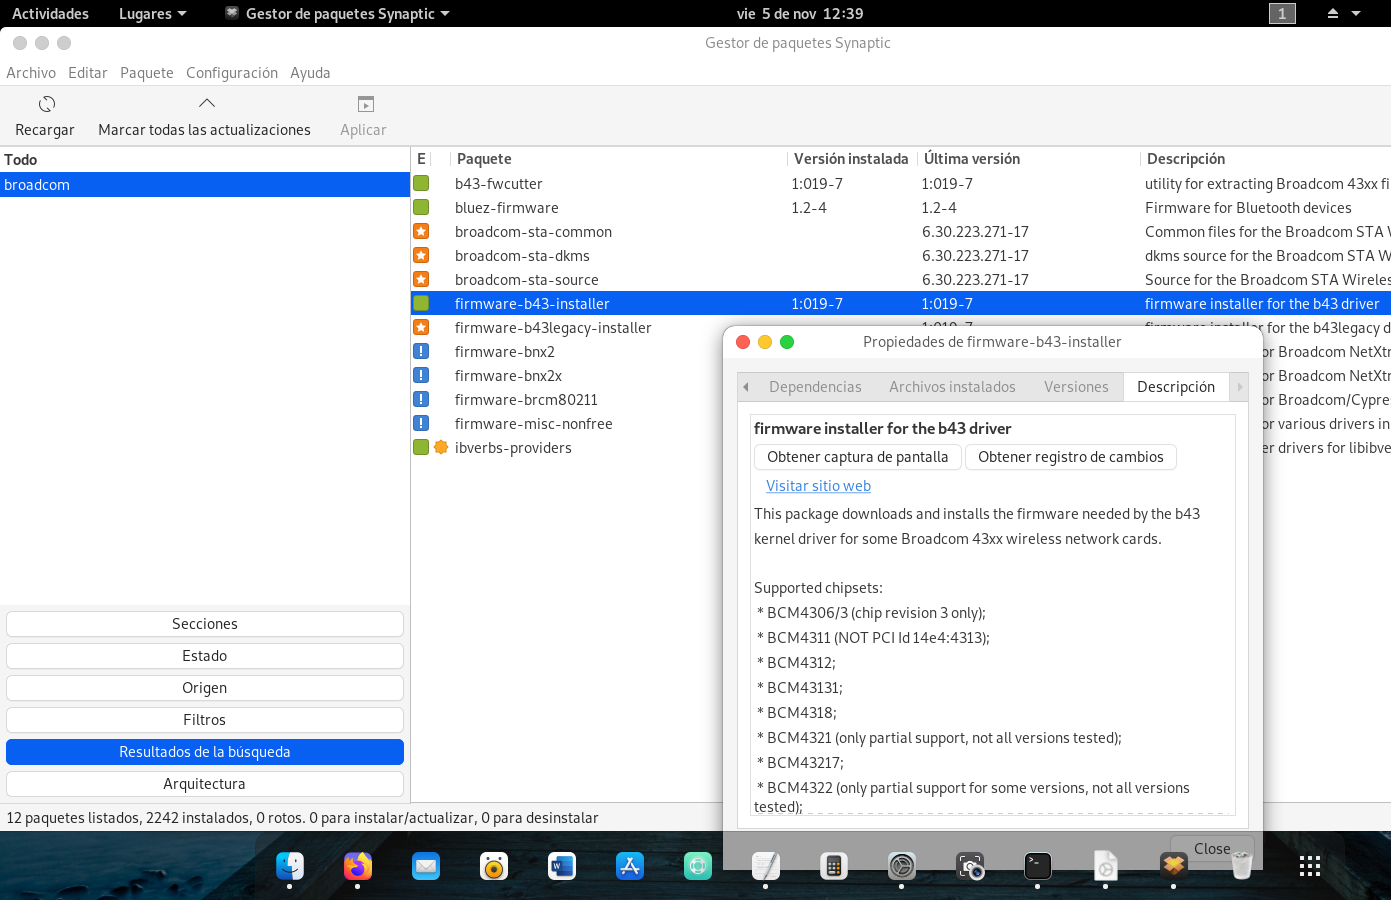 Actividades Lugares Gestor de paquetes Synaptic vie 5 de nov 12:39 1
Gestor de paquetes Synaptic
Archivo Editar Paquete Configuración Ayuda
Recargar Marcar todas las actualizaciones Aplicar
Todo
broadcom
E Paquete Versión instalada Última versión Descripción
b43-fwcutter 1:019-7 1:019-7 utility for extracting Broadcom 43xx fi
bluez-firmware 1.2-4 1.2-4 Firmware for Bluetooth devices
broadcom-sta-common 6.30.223.271-17 Common files for the Broadcom STA W
broadcom-sta-dkms 6.30.223.271-17 dkms source for the Broadcom STA W
broadcom-sta-source 6.30.223.271-17 Source for the Broadcom STA Wireles
firmware-b43-installer 1:019-7 1:019-7 firmware installer for the b43 driver
firmware-b43legacy-installer 1:019-7 firmware installer for the b43legacy d
firmware-bnx2 or Broadcom NetXtr
firmware-bnx2x or Broadcom NetXtr
firmware-brcm80211 or Broadcom/Cypre
firmware-misc-nonfree or various drivers in
ibverbs-providers er drivers for libibve
Propiedades de firmware-b43-installer
Dependencias Archivos instalados Versiones Descripción
firmware installer for the b43 driver
Obtener captura de pantalla Obtener registro de cambios
Visitar sitio web
This package downloads and installs the firmware needed by the b43
kernel driver for some Broadcom 43xx wireless network cards.
Supported chipsets:
* BCM4306/3 (chip revision 3 only);
* BCM4311 (NOT PCI Id 14e4:4313);
* BCM4312;
* BCM43131;
* BCM4318;
* BCM4321 (only partial support, not all versions tested);
* BCM43217;
* BCM4322 (only partial support for some versions, not all versions
tested);
Close
Secciones
Estado
Origen
Filtros
Resultados de la búsqueda
Arquitectura
12 paquetes listados, 2242 instalados, 0 rotos. 0 para instalar/actualizar, 0 para desinstalar